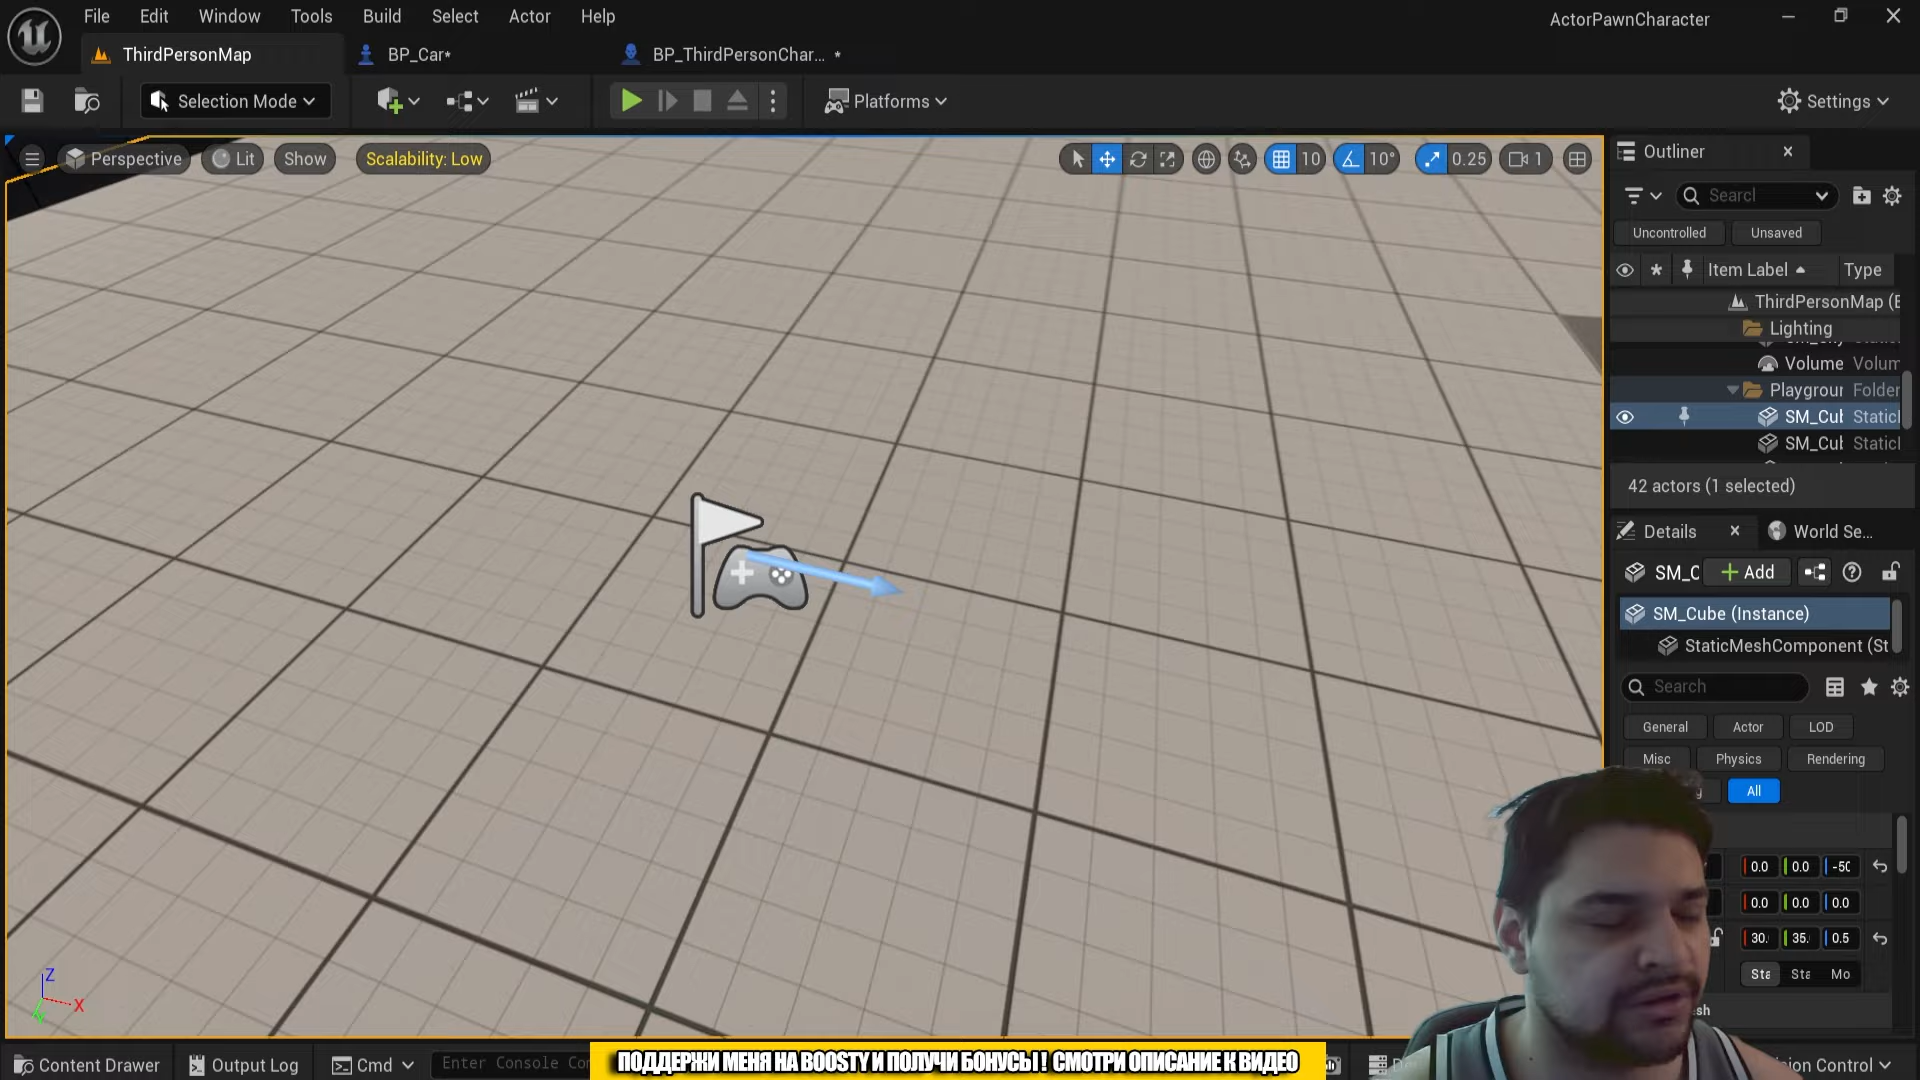 File Edit Window Tools Build Select Actor Help
ActorPawnCharacter
ThirdPersonMap
BP_Car*
BP_ThirdPersonChar... *
Selection Mode
Platforms
Settings
Perspective
Lit
Show
Scalability: Low
10
10°
0.25
1
Outliner
Searcl
Uncontrolled
Unsaved
Item Label
Type
ThirdPersonMap (E
Lighting
Volume Volum
Playgrour Folder
SM_Cub Static
SM_Cub Static
42 actors (1 selected)
Details
World Se...
SM_C
Add
SM_Cube (Instance)
StaticMeshComponent (St
Search
General
Actor
LOD
Misc
Physics
Rendering
All
0.0 0.0 -50
0.0 0.0 0.0
30. 35. 0.5
Sta Sta Mo
sh
Z
X
Y
Content Drawer
Output Log
Cmd
Enter Console Co
ПОДДЕРЖИ МЕНЯ НА BOOSTY И ПОЛУЧИ БОНУСЫ! СМОТРИ ОПИСАНИЕ К ВИДЕО
ion Control